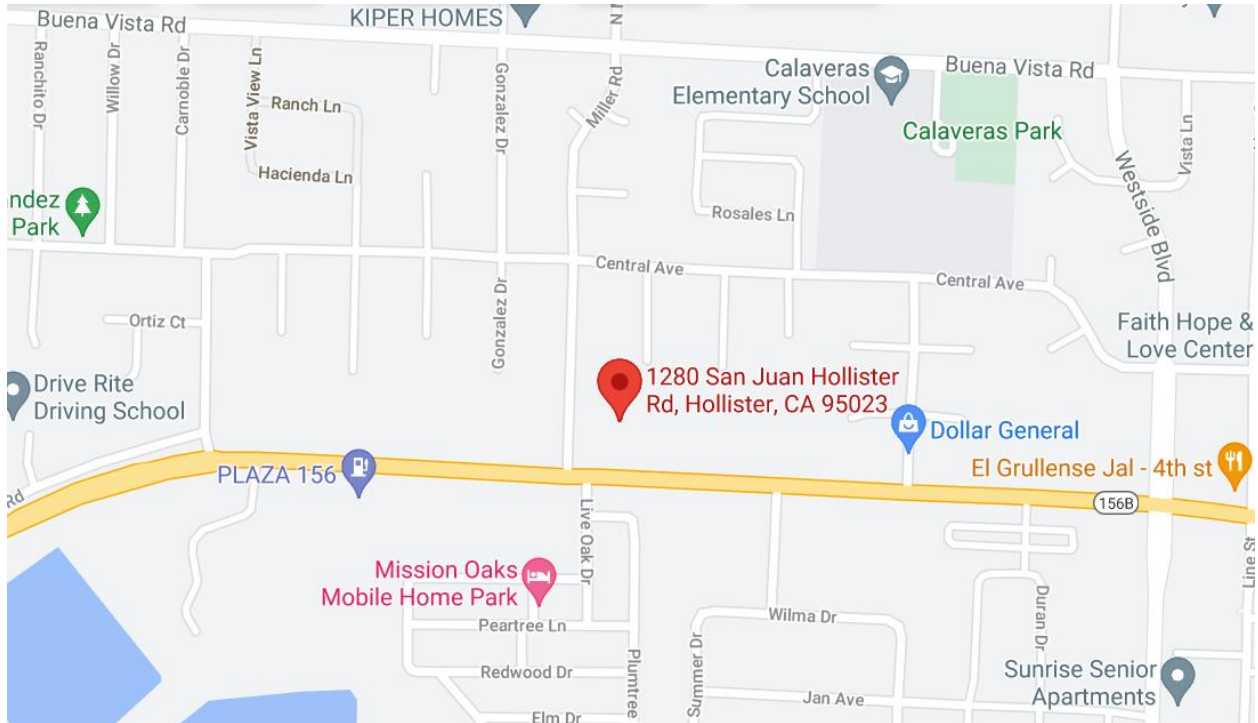 Buena Vista Rd
KIPER HOMES
N M
Ranchito Dr
Willow Dr
Carnoble Dr
Vista View Ln
Ranch Ln
Gonzalez Dr
Miller Rd
Calaveras
Elementary School
Buena Vista Rd
Calaveras Park
Hacienda Ln
Vista Ln
Westside Blvd
ndez
Park
Rosales Ln
Central Ave
Central Ave
Gonzalez Dr
Ortiz Ct
Faith Hope &
Love Center
Drive Rite
Driving School
1280 San Juan Hollister
Rd, Hollister, CA 95023
Dollar General
PLAZA 156
El Grullense Jal - 4th st
Rd
156B
Live Oak Dr
Line St
Mission Oaks
Mobile Home Park
Peartree Ln
Wilma Dr
Duran Dr
Redwood Dr
Plumtree
Summer Dr
Sunrise Senior
Apartments
Jan Ave
Elm Dr